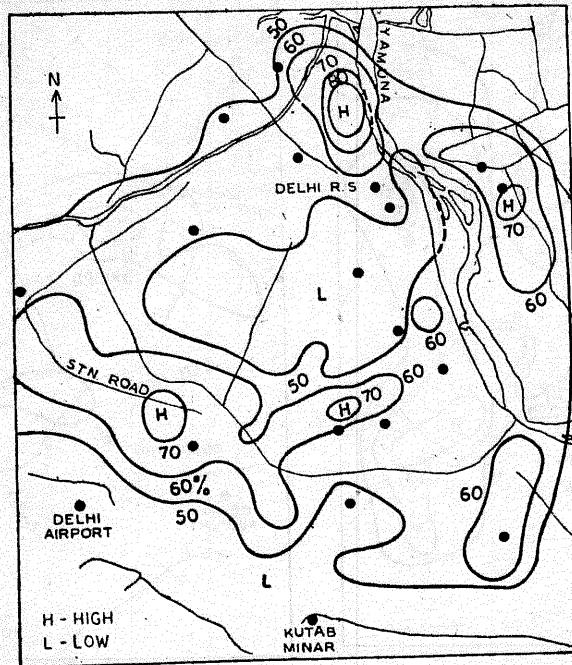 50
60
70
80
YAMUNA
N
H
DELHI R.S
H
70
60
L
60
50
60
70
H
STN ROAD
H
70
60%
50
60
DELHI
AIRPORT
L
H - HIGH
L - LOW
KUTAB
MINAR